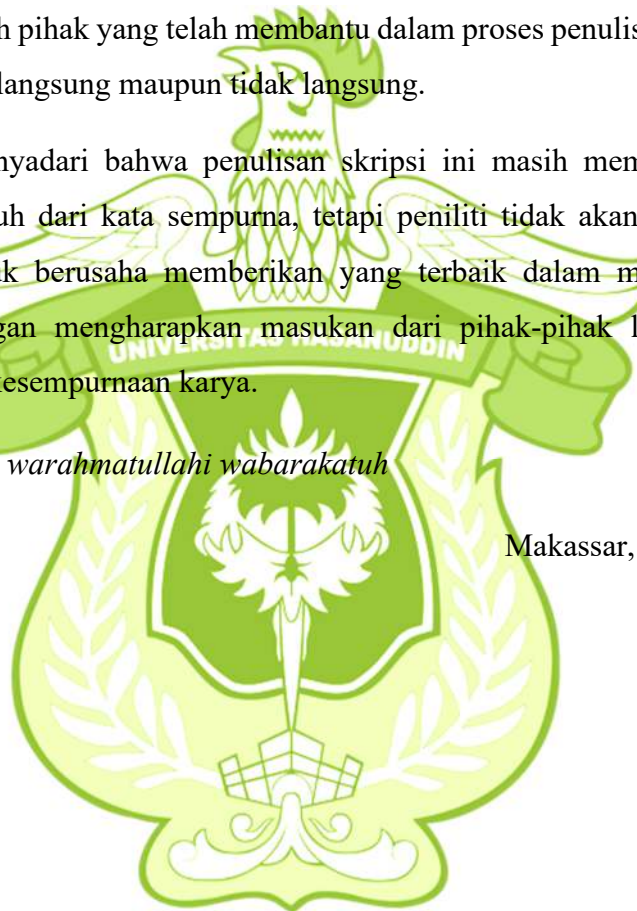 h pihak yang telah membantu dalam proses penulis
langsung maupun tidak langsung.
nyadari bahwa penulisan skripsi ini masih mem
uh dari kata sempurna, tetapi peniliti tidak akan
ik berusaha memberikan yang terbaik dalam m
gan mengharapkan masukan dari pihak-pihak l
UNIVERSITAS HASANUDDIN
kesempurnaan karya.
warahmatullahi wabarakatuh
Makassar,